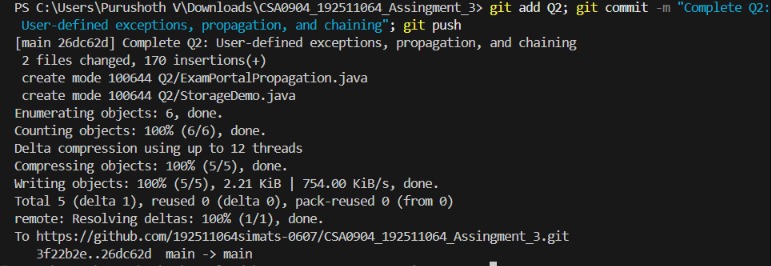 PS C:\Users\Purushoth V\Downloads\CSA0904_192511064_Assingment_3> git add Q2; git commit -m "Complete Q2:
User-defined exceptions, propagation, and chaining"; git push
[main 26dc62d] Complete Q2: User-defined exceptions, propagation, and chaining
2 files changed, 170 insertions(+)
create mode 100644 Q2/ExamPortalPropagation.java
create mode 100644 Q2/StorageDemo.java
Enumerating objects: 6, done.
Counting objects: 100% (6/6), done.
Delta compression using up to 12 threads
Compressing objects: 100% (5/5), done.
Writing objects: 100% (5/5), 2.21 KiB | 754.00 KiB/s, done.
Total 5 (delta 1), reused 0 (delta 0), pack-reused 0 (from 0)
remote: Resolving deltas: 100% (1/1), done.
To https://github.com/192511064simats-0607/CSA0904_192511064_Assingment_3.git
3f22b2e..26dc62d  main -> main